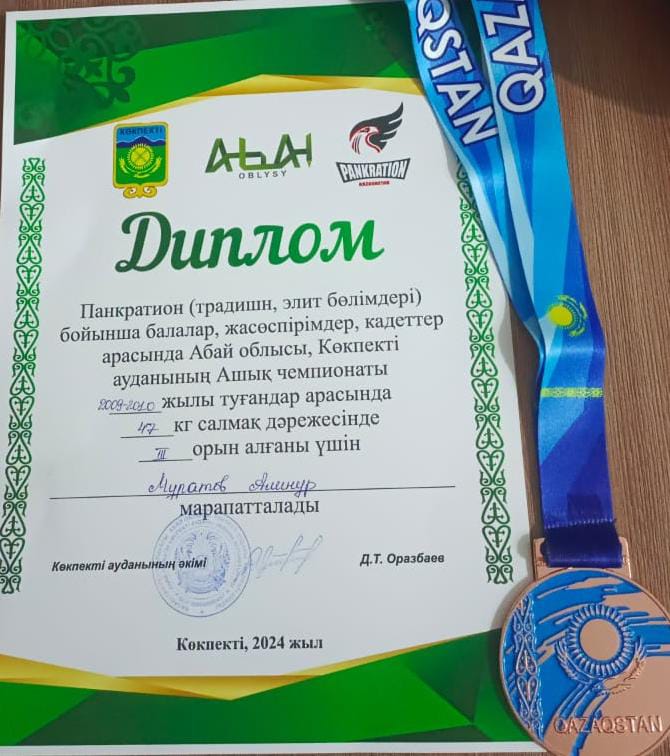 QSTAN
QAZ
КӨКПЕКТІ
АБАЙ
OBLYSY
PANKRATION
KAZAKHSTAN
Диплом
Панкратион (традишн, элит бөлімдері)
бойынша балалар, жасөспірімдер, кадеттер
арасында Абай облысы, Көкпекті
ауданының Ашық чемпионаты
2009-2010 жылы туғандар арасында
47 кг салмақ дәрежесінде
III орын алғаны үшін
Муратов Алинур
марапатталады
Көкпекті ауданының әкімі
Д.Т. Оразбаев
Көкпекті, 2024 жыл
QAZAQSTAN